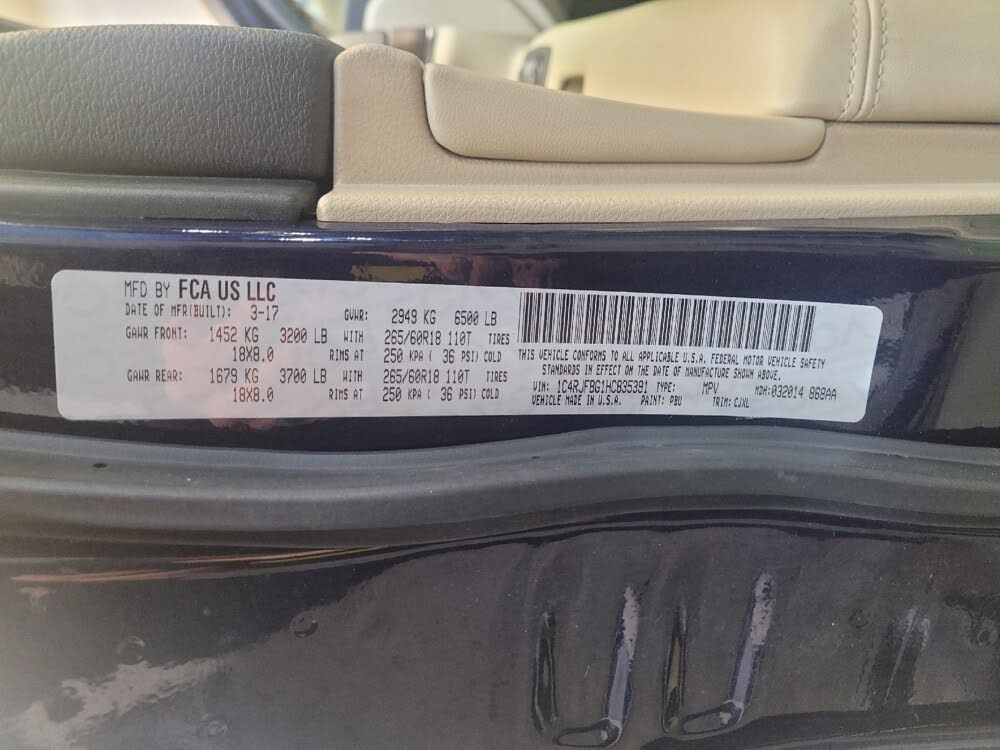 MFD BY FCA US LLC
DATE OF MFR(BUILT): 3-17 GVWR: 2949 KG 6500 LB
GAWR FRONT: 1452 KG 3200 LB WITH 265/60R18 110T TIRES
18X8.0 RIMS AT 250 KPA ( 36 PSI) COLD
GAWR REAR: 1679 KG 3700 LB WITH 265/60R18 110T TIRES
18X8.0 RIMS AT 250 KPA ( 36 PSI) COLD
THIS VEHICLE CONFORMS TO ALL APPLICABLE U.S.A. FEDERAL MOTOR VEHICLE SAFETY
STANDARDS IN EFFECT ON THE DATE OF MANUFACTURE SHOWN ABOVE.
VIN: 1C4RJFBG1HC835391 TYPE: MPV MDH:032014 868AA
VEHICLE MADE IN U.S.A. PAINT: PBU TRIM: CJXL